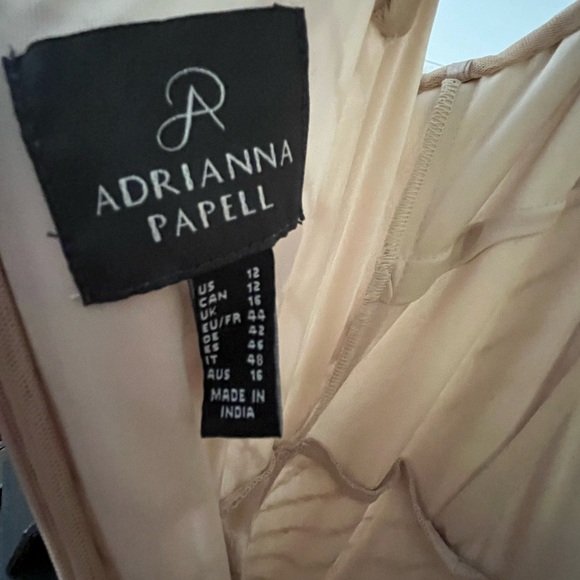 ADRIANNA
PAPELL
US 12
CAN 12
UK 16
EU/FR 44
DE 42
ES 46
IT 48
AUS 16
MADE IN
INDIA